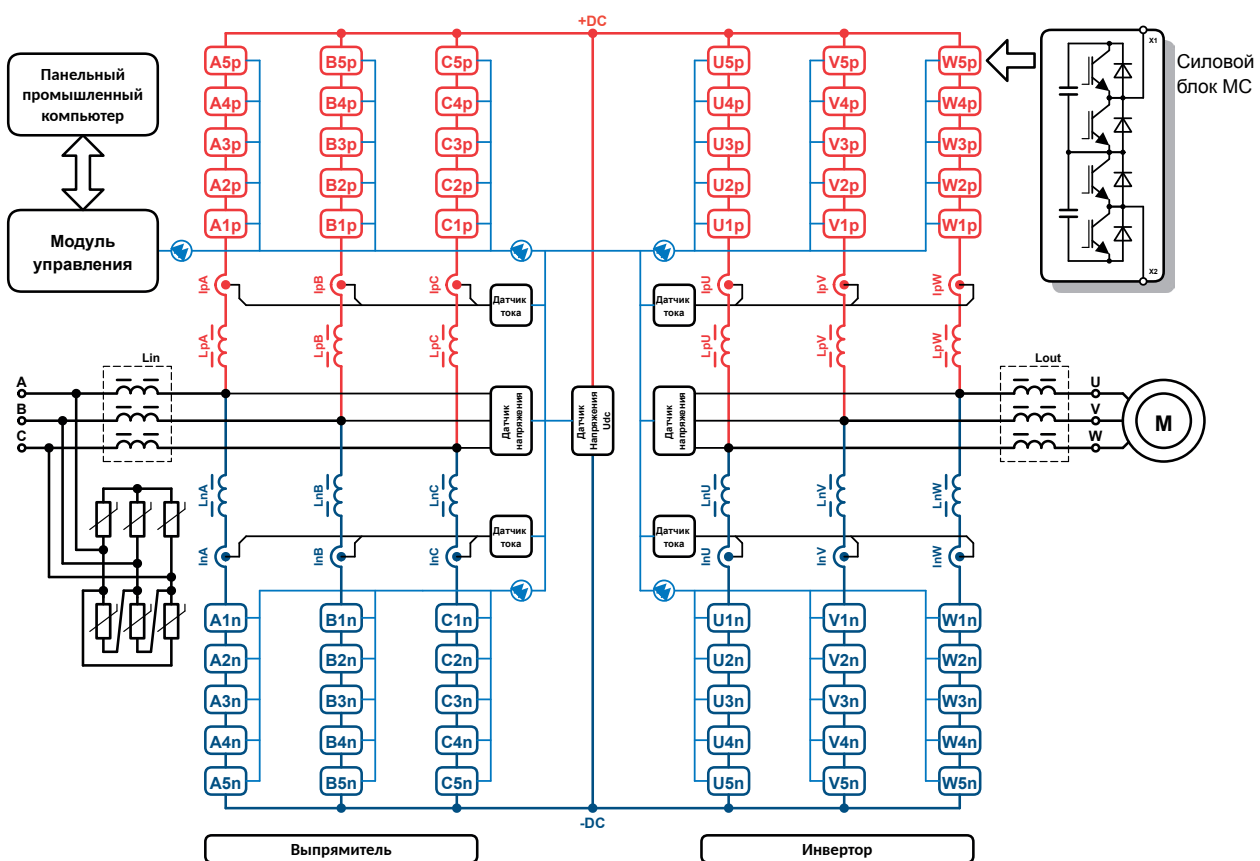 +DC
Панельный
промышленный
компьютер
Модуль
управления
A5p B5p C5p U5p V5p W5p
A4p B4p C4p U4p V4p W4p
A3p B3p C3p U3p V3p W3p
A2p B2p C2p U2p V2p W2p
A1p B1p C1p U1p V1p W1p
X1
X2
Силовой
блок МС
IpA IpB IpC IpU IpV IpW
Датчик
тока
Датчик
тока
LpA LpB LpC LpU LpV LpW
Lin
Lout
A
B
C
Датчик
напряжения
Датчик
Напряжения
Udc
Датчик
напряжения
U
V
W
M
LnA LnB LnC LnU LnV LnW
Датчик
тока
Датчик
тока
InA InB InC InU InV InW
A1n B1n C1n U1n V1n W1n
A2n B2n C2n U2n V2n W2n
A3n B3n C3n U3n V3n W3n
A4n B4n C4n U4n V4n W4n
A5n B5n C5n U5n V5n W5n
-DC
Выпрямитель
Инвертор